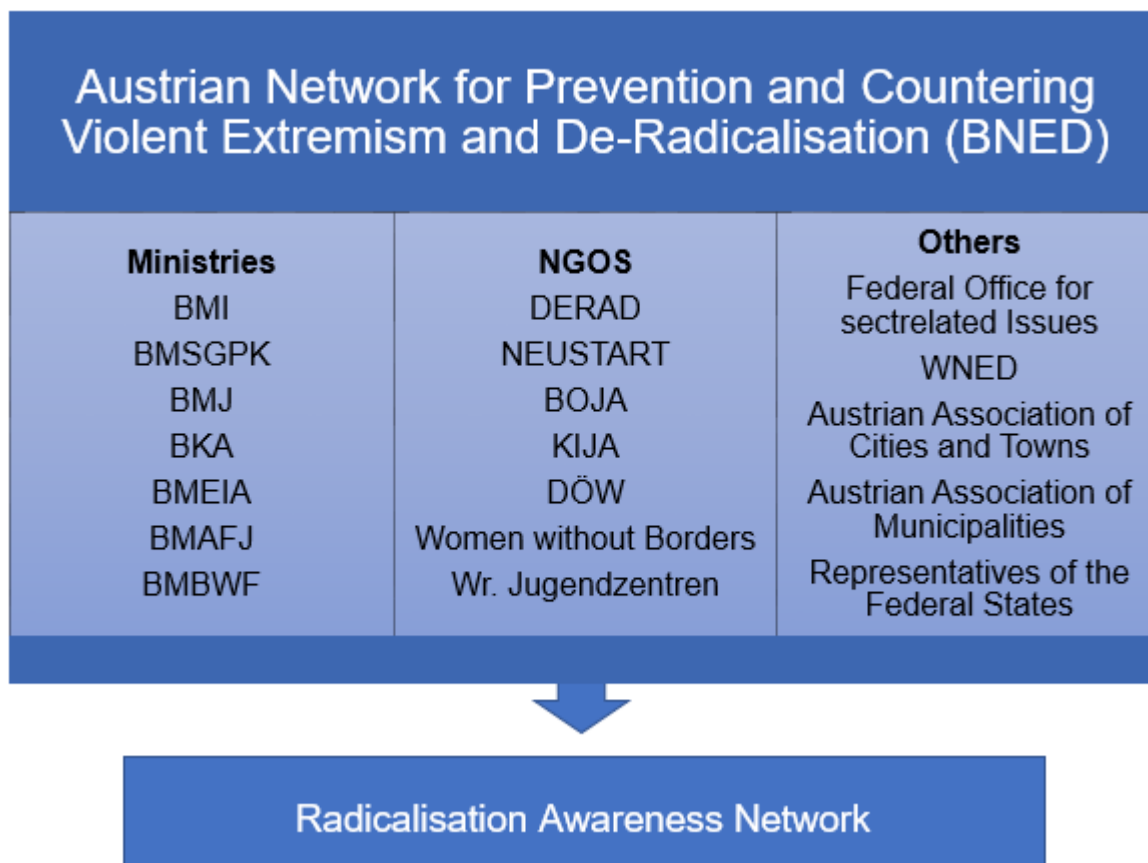 Austrian Network for Prevention and Countering
Violent Extremism and De-Radicalisation (BNED)
Ministries
BMI
BMSGPK
BMJ
BKA
BMEIA
BMAFJ
BMBWF
NGOS
DERAD
NEUSTART
BOJA
KIJA
DÖW
Women without Borders
Wr. Jugendzentren
Others
Federal Office for
sectrelated Issues
WNED
Austrian Association of
Cities and Towns
Austrian Association of
Municipalities
Representatives of the
Federal States
Radicalisation Awareness Network